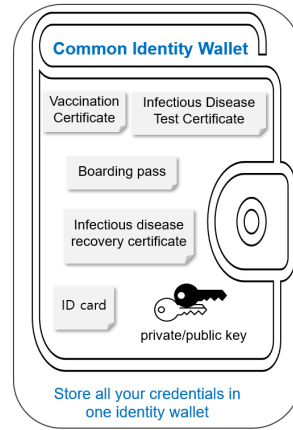 Common Identity Wallet
Vaccination
Certificate
Infectious Disease
Test Certificate
Boarding pass
Infectious disease
recovery certificate
ID card
private/public key
Store all your credentials in
one identity wallet